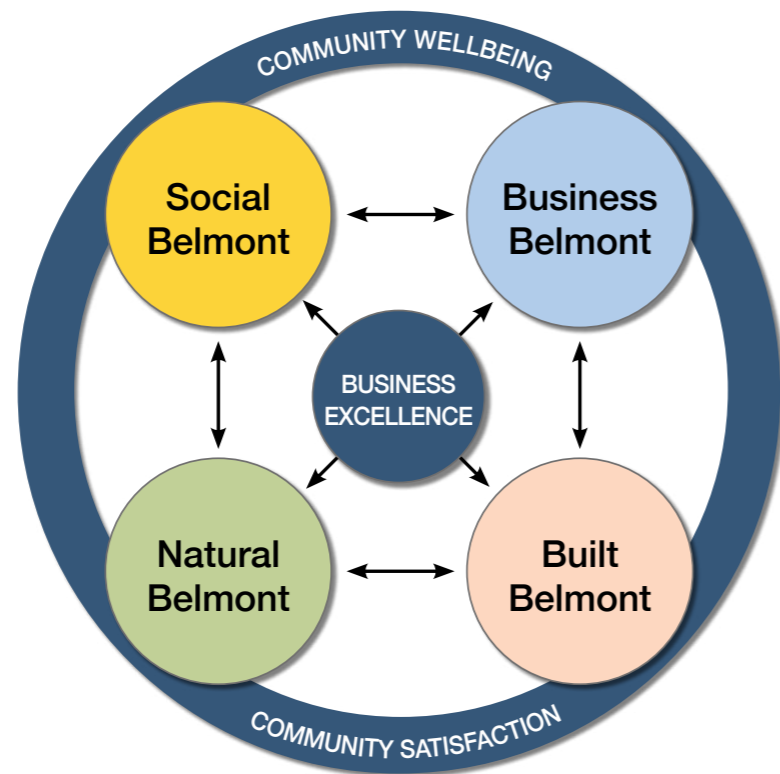 COMMUNITY WELLBEING
Social
Belmont
Business
Belmont
BUSINESS
EXCELLENCE
Natural
Belmont
Built
Belmont
COMMUNITY SATISFACTION